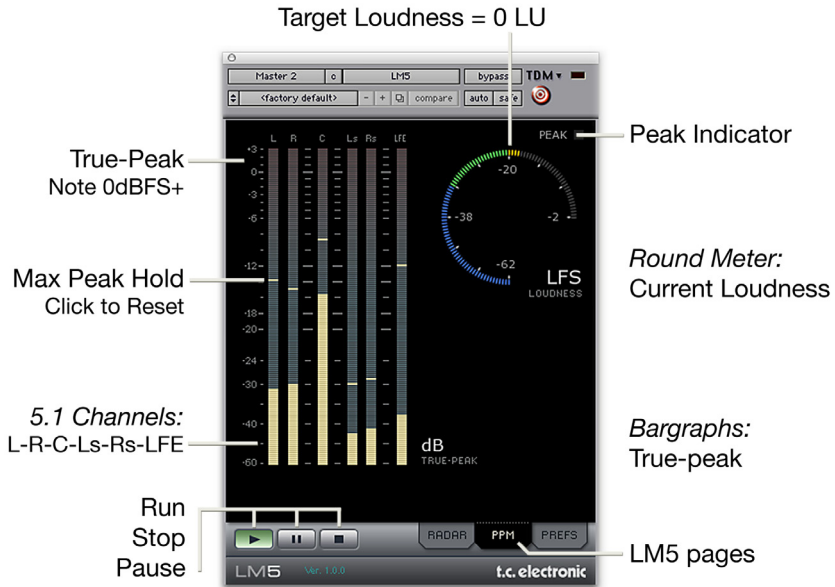 Target Loudness = 0 LU
Master 2 c LM5 bypass TDM
<factory default> - + compare auto safe
L R C Ls Rs LFE
PEAK
Peak Indicator
True-Peak
Note 0dBFS+
+3
0
-3
-6
-12
-18
-20
-24
-30
-40
-60
-20
-38
-2
-62
LFS
LOUDNESS
Max Peak Hold
Click to Reset
Round Meter:
Current Loudness
5.1 Channels:
L-R-C-Ls-Rs-LFE
dB
TRUE-PEAK
Bargraphs:
True-peak
Run
Stop
Pause
RADAR PPM PREFS
LM5 pages
LM5 Ver. 1.0.0 t.c. electronic